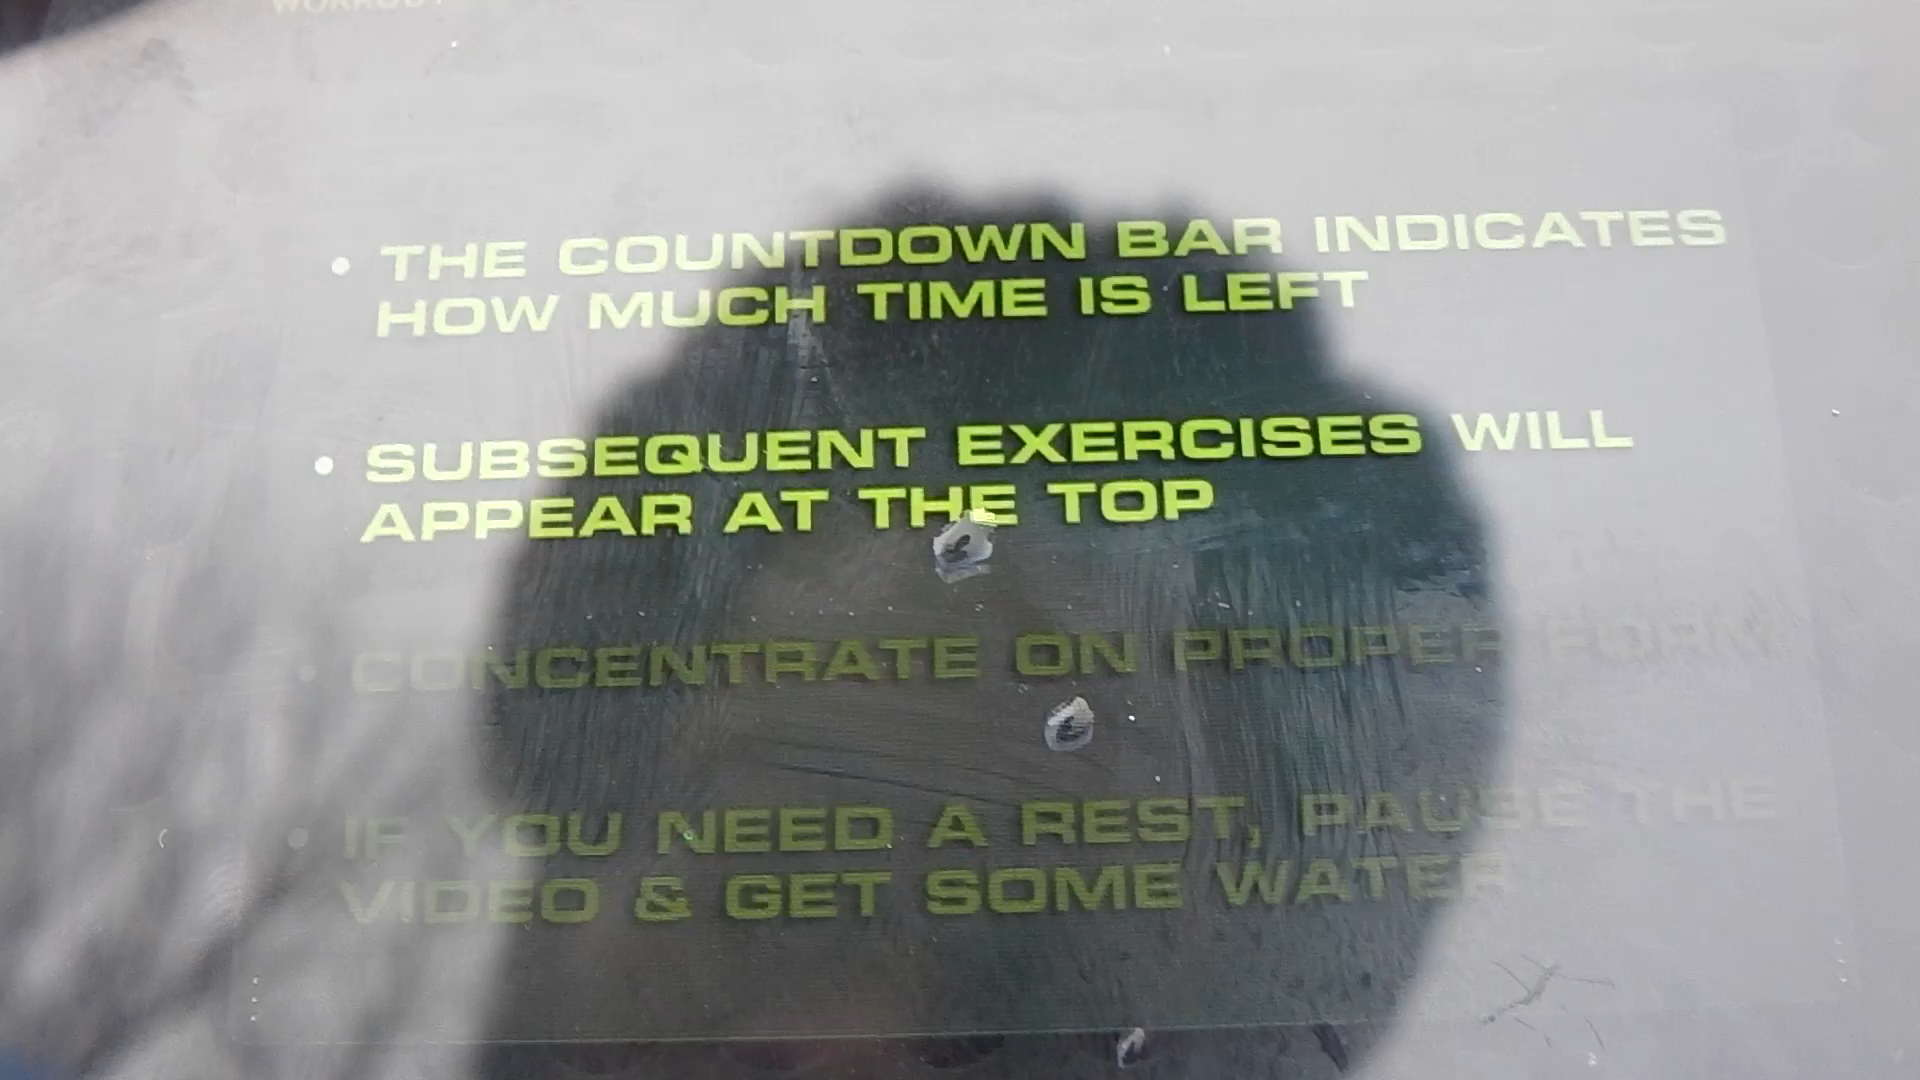 • THE COUNTDOWN BAR INDICATES
HOW MUCH TIME IS LEFT
• SUBSEQUENT EXERCISES WILL
APPEAR AT THE TOP
• CONCENTRATE ON PROPER FORM
• IF YOU NEED A REST, PAUSE THE
VIDEO & GET SOME WATER